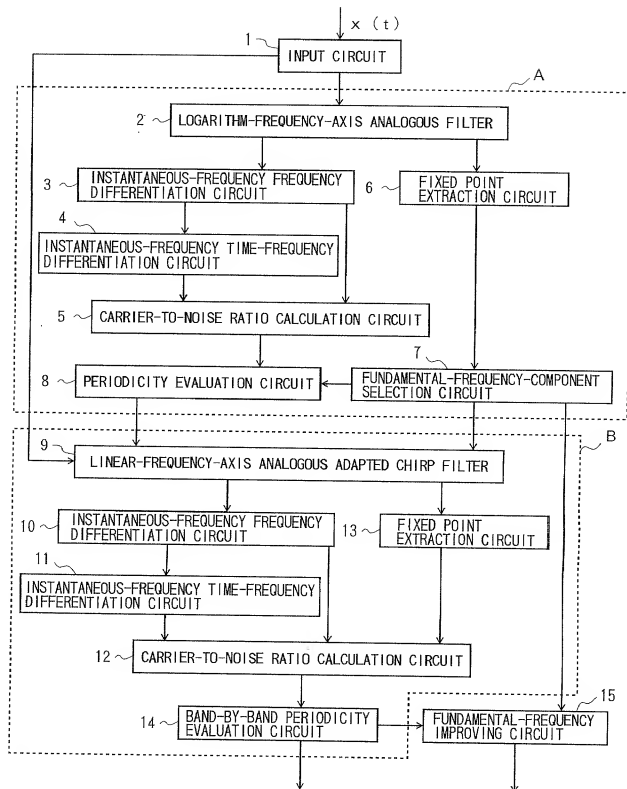 x (t)
1
INPUT CIRCUIT
A
2
LOGARITHM-FREQUENCY-AXIS ANALOGOUS FILTER
3
INSTANTANEOUS-FREQUENCY FREQUENCY
DIFFERENTIATION CIRCUIT
6
FIXED POINT
EXTRACTION CIRCUIT
4
INSTANTANEOUS-FREQUENCY TIME-FREQUENCY
DIFFERENTIATION CIRCUIT
5
CARRIER-TO-NOISE RATIO CALCULATION CIRCUIT
7
8
PERIODICITY EVALUATION CIRCUIT
FUNDAMENTAL-FREQUENCY-COMPONENT
SELECTION CIRCUIT
B
9
LINEAR-FREQUENCY-AXIS ANALOGOUS ADAPTED CHIRP FILTER
10
INSTANTANEOUS-FREQUENCY FREQUENCY
DIFFERENTIATION CIRCUIT
13
FIXED POINT
EXTRACTION CIRCUIT
11
INSTANTANEOUS-FREQUENCY TIME-FREQUENCY
DIFFERENTIATION CIRCUIT
12
CARRIER-TO-NOISE RATIO CALCULATION CIRCUIT
14
BAND-BY-BAND PERIODICITY
EVALUATION CIRCUIT
15
FUNDAMENTAL-FREQUENCY
IMPROVING CIRCUIT